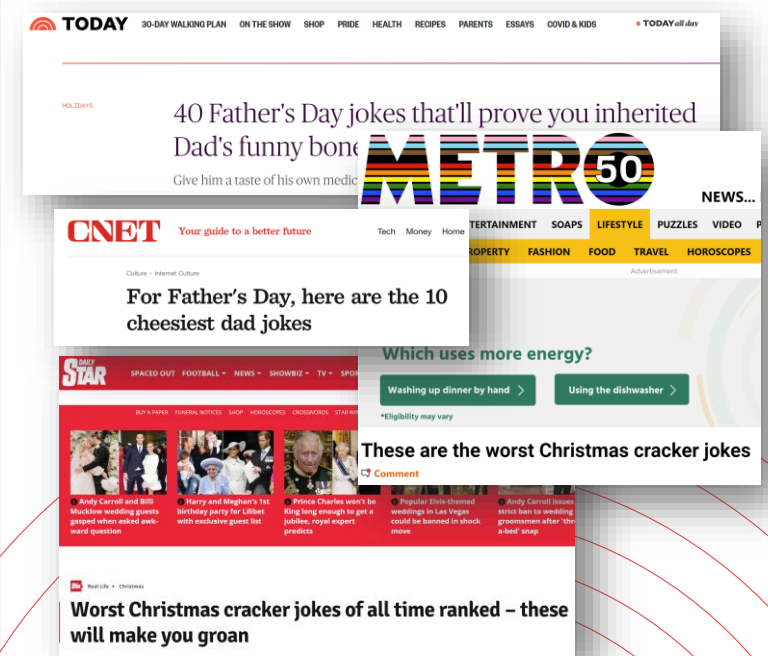 TODAY 30-DAY WALKING PLAN ON THE SHOW SHOP PRIDE HEALTH RECIPES PARENTS ESSAYS COVID & KIDS TODAY all day
HOLIDAYS
40 Father's Day jokes that'll prove you inherited
Dad's funny bone
Give him a taste of his own medic
METRO 50
NEWS...
TERTAINMENT SOAPS LIFESTYLE PUZZLES VIDEO P
ROPERTY FASHION FOOD TRAVEL HOROSCOPES
Advertisement
Which uses more energy?
Washing up dinner by hand
Using the dishwasher
*Eligibility may vary
These are the worst Christmas cracker jokes
Comment
CNET Your guide to a better future Tech Money Home
Culture Internet Culture
For Father's Day, here are the 10
cheesiest dad jokes
DAILY
STAR SPACED OUT FOOTBALL NEWS SHOWBIZ TV SPOR
BUY A PAPER FUNERAL NOTICES SHOP HOROSCOPES CROSSWORDS STAR WIN
Andy Carroll and Billi
Mucklow wedding guests
gasped when asked awk-
ward question
Harry and Meghan's 1st
birthday party for Lilibet
with exclusive guest list
Prince Charles won't be
King long enough to get a
jubilee, royal expert
predicts
Popular Elvis-themed
weddings in Las Vegas
could be banned in shock
move
Andy Carroll issues
strict ban to wedding
groomsmen after 'thr
a-bed' snap
Real Life Christmas
Worst Christmas cracker jokes of all time ranked – these
will make you groan